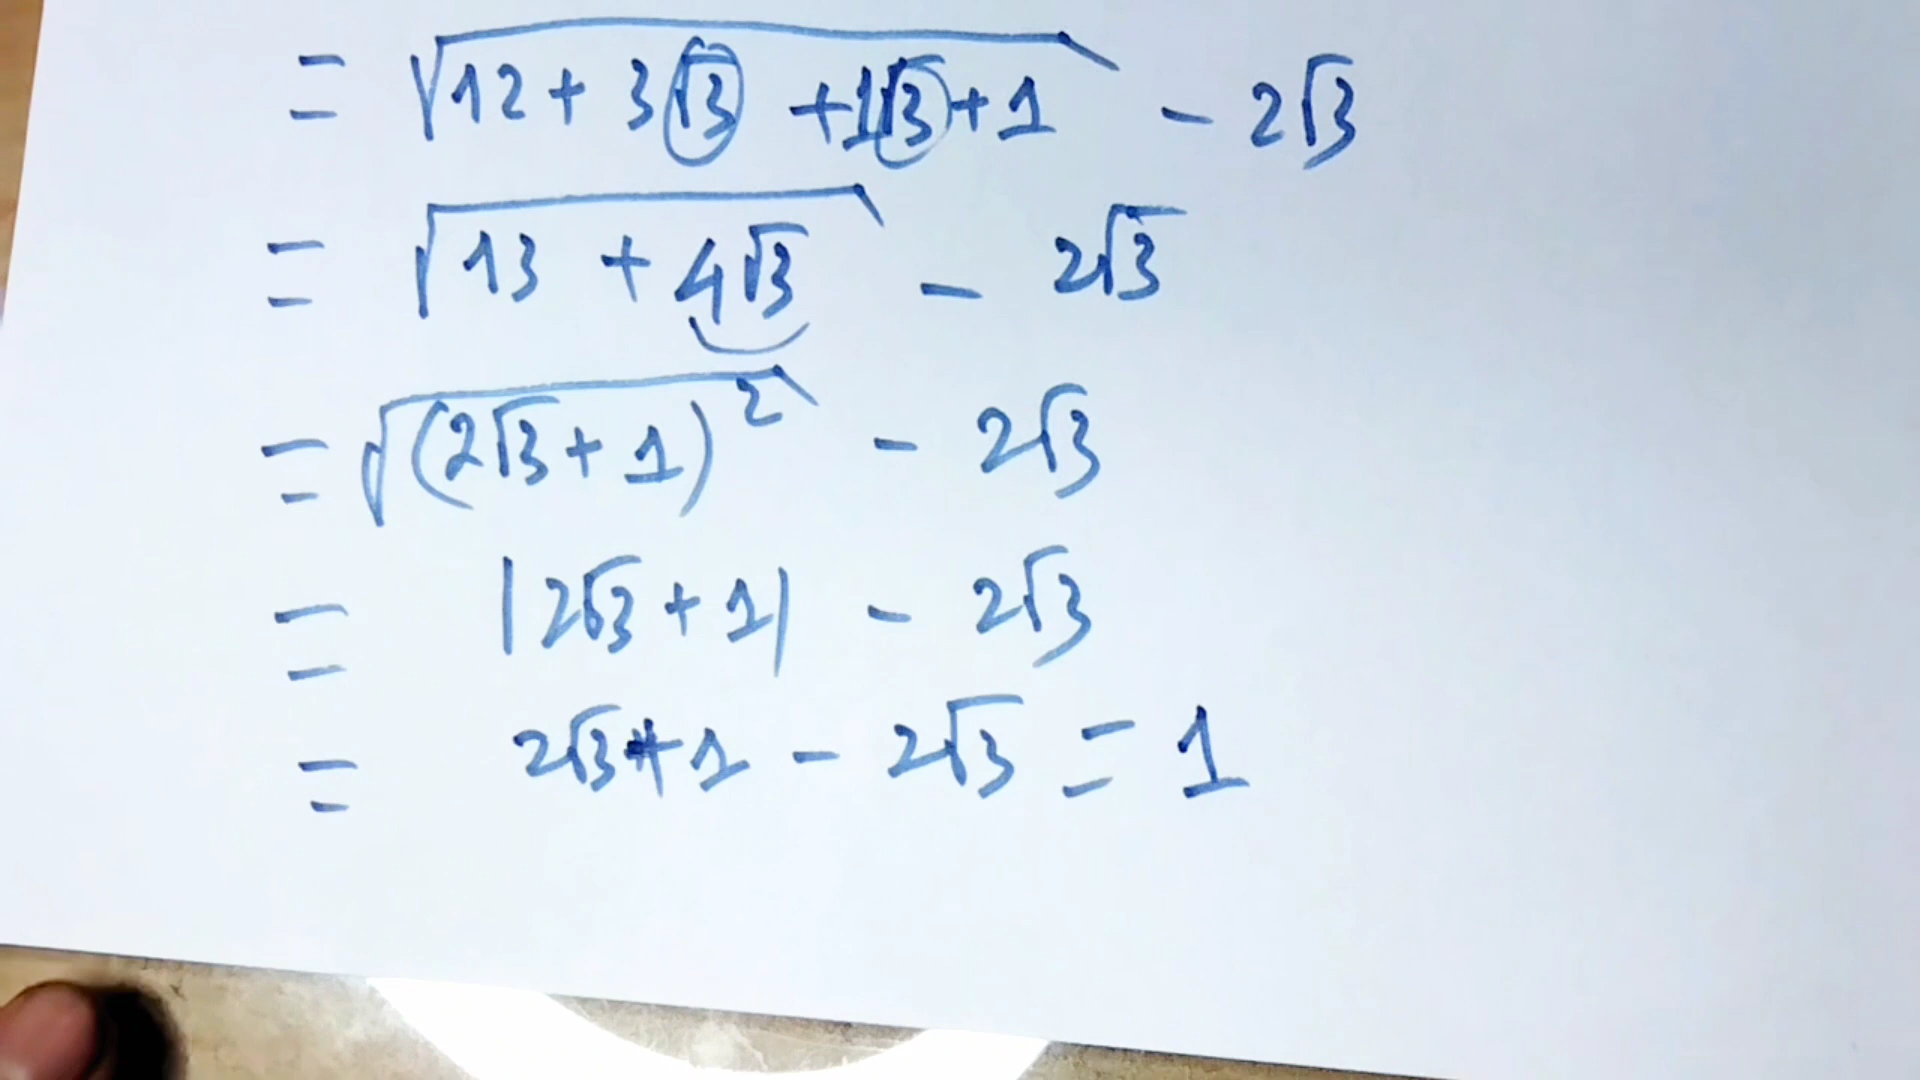 = √(12 + 3√3 + 1√3 + 1) - 2√3
= √(13 + 4√3) - 2√3
= √((2√3 + 1)²) - 2√3
= |2√3 + 1| - 2√3
= 2√3 + 1 - 2√3 = 1